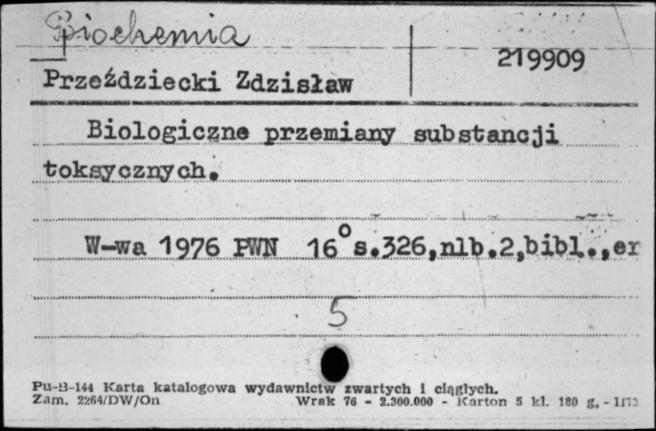 Biochemia
219909
Przeździecki Zdzisław
Biologiczne przemiany substancji
toksycznych.
W-wa 1976 PWN 16° s.326,nlb.2,bibl.,er
5
Pu-B-144 Karta katalogowa wydawnictw zwartych i ciągłych.
Zam. 2264/DW/On Wrak 76 - 2.300.000 - Karton 5 kl. 180 g, - 1173